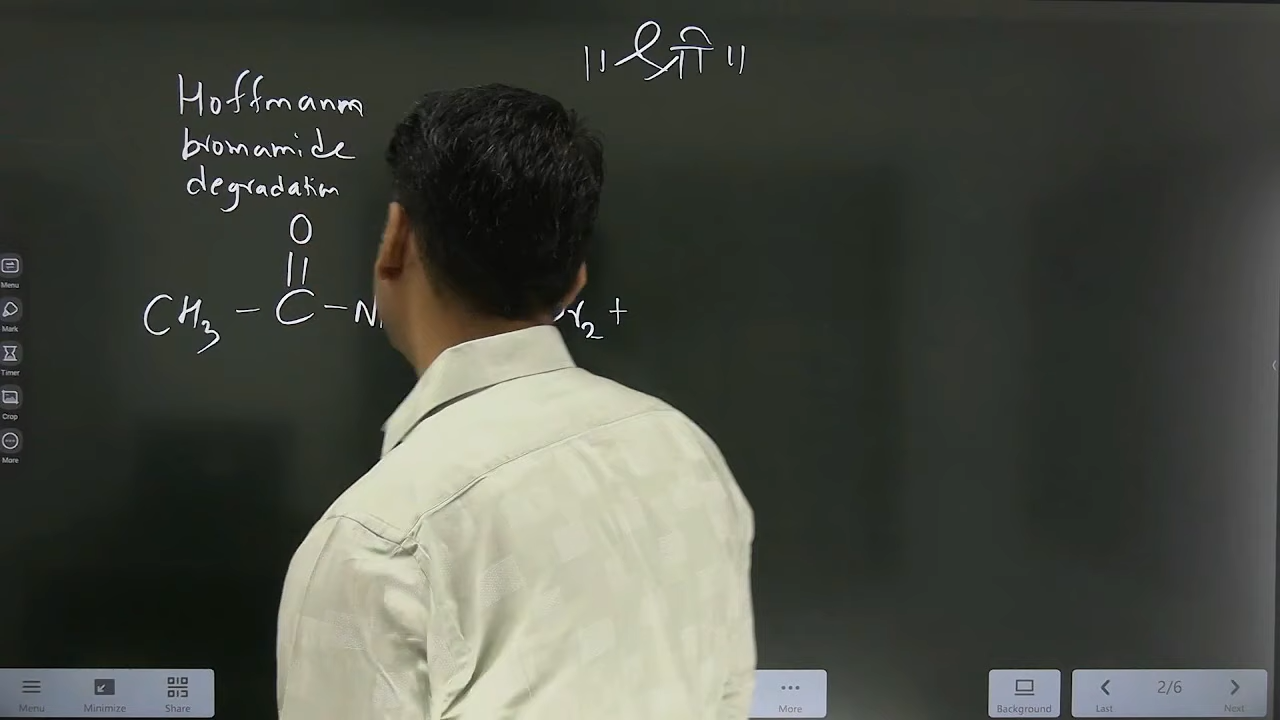 ॥ श्री ॥
Hoffmann
bromamide
degradation
O
||
CH3 - C - N
r2 +
Menu
Mark
Timer
Crop
More
Menu
Minimize
Share
More
Background
Last
2/6
Next